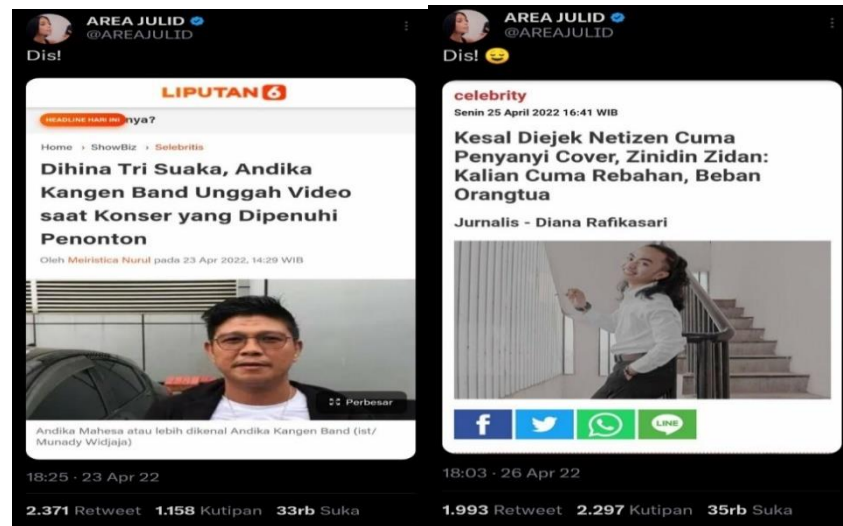 AREA JULID
@AREAJULID
Dis!
LIPUTAN 6
HEADLINE HARI INI nya?
Home › ShowBiz › Selebritis
Dihina Tri Suaka, Andika
Kangen Band Unggah Video
saat Konser yang Dipenuhi
Penonton
Oleh Meiristica Nurul pada 23 Apr 2022, 14:29 WIB
Perbesar
Andika Mahesa atau lebih dikenal Andika Kangen Band (ist/
Munady Widjaja)
18:25 · 23 Apr 22
2.371 Retweet 1.158 Kutipan 33rb Suka
AREA JULID
@AREAJULID
Dis! 😌
celebrity
Senin 25 April 2022 16:41 WIB
Kesal Diejek Netizen Cuma
Penyanyi Cover, Zinidin Zidan:
Kalian Cuma Rebahan, Beban
Orangtua
Jurnalis - Diana Rafikasari
f
LINE
18:03 · 26 Apr 22
1.993 Retweet 2.297 Kutipan 35rb Suka